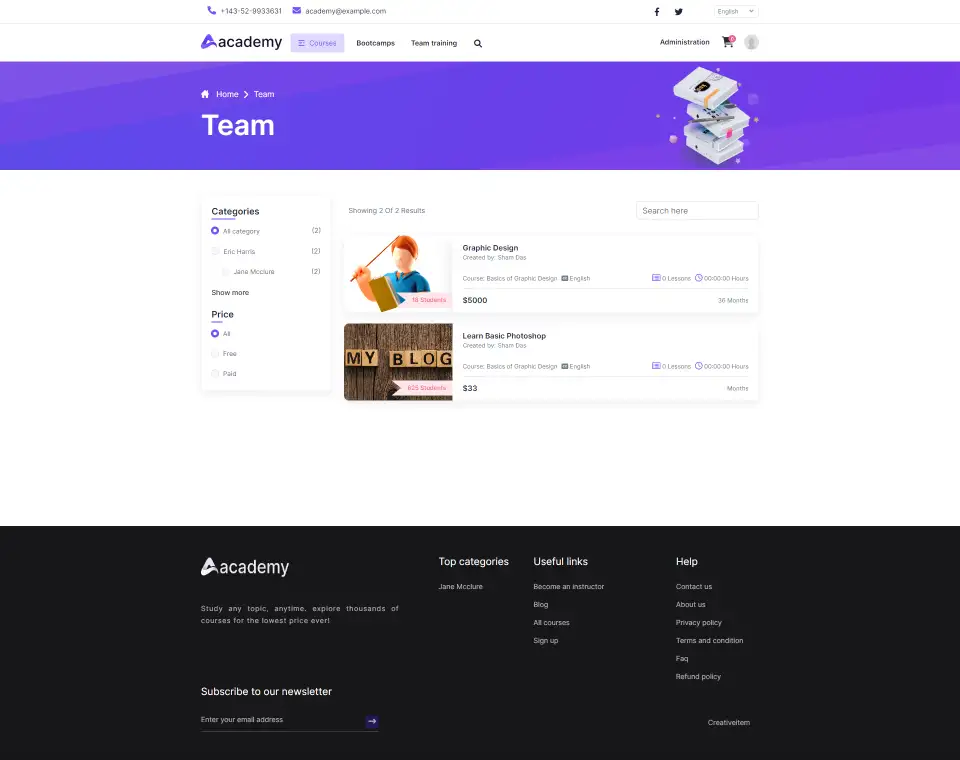 +143-52-9933631 academy@example.com English
academy Courses Bootcamps Team training Administration 0
Home Team
Team
Categories
All category (2)
Eric Harris (2)
Jane Mcclure (2)
Show more
Price
All
Free
Paid
Showing 2 Of 2 Results Search here
18 Students
Graphic Design
Created by: Sham Das
Course: Basics of Graphic Design English 0 Lessons 00:00:00 Hours
$5000 36 Months
MY BLOG
625 Students
Learn Basic Photoshop
Created by: Sham Das
Course: Basics of Graphic Design English 0 Lessons 00:00:00 Hours
$33 Months
academy
Study any topic, anytime, explore thousands of
courses for the lowest price ever!
Top categories
Jane Mcclure
Useful links
Become an instructor
Blog
All courses
Sign up
Help
Contact us
About us
Privacy policy
Terms and condition
Faq
Refund policy
Subscribe to our newsletter
Enter your email address
Creativeitem